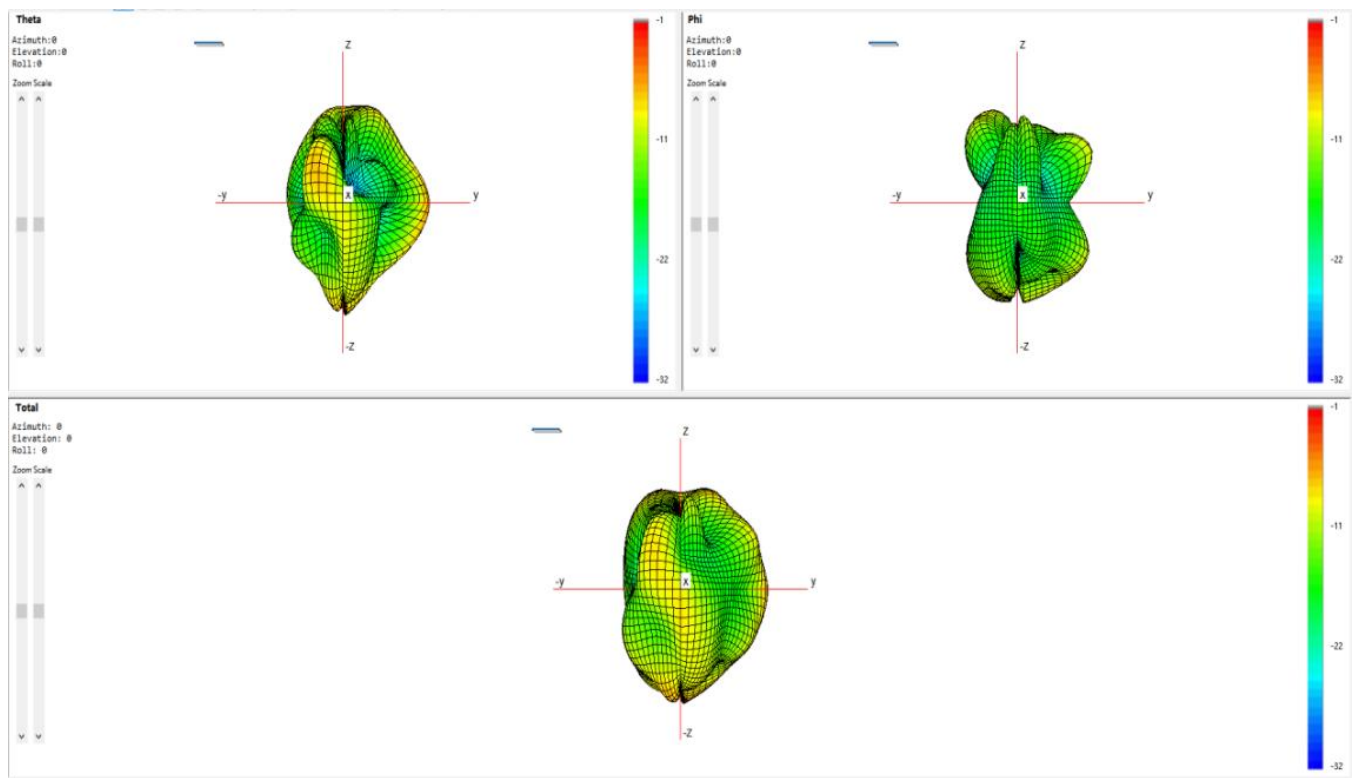 Theta
Azimuth:0
Elevation:0
Roll:0
Zoom Scale
Z
-y
X
y
-Z
-1
-11
-22
-32
Phi
Azimuth:0
Elevation:0
Roll:0
Zoom Scale
Z
-y
X
y
-Z
-1
-11
-22
-32
Total
Azimuth: 0
Elevation: 0
Roll: 0
Zoom Scale
Z
-y
X
y
-Z
-1
-11
-22
-32